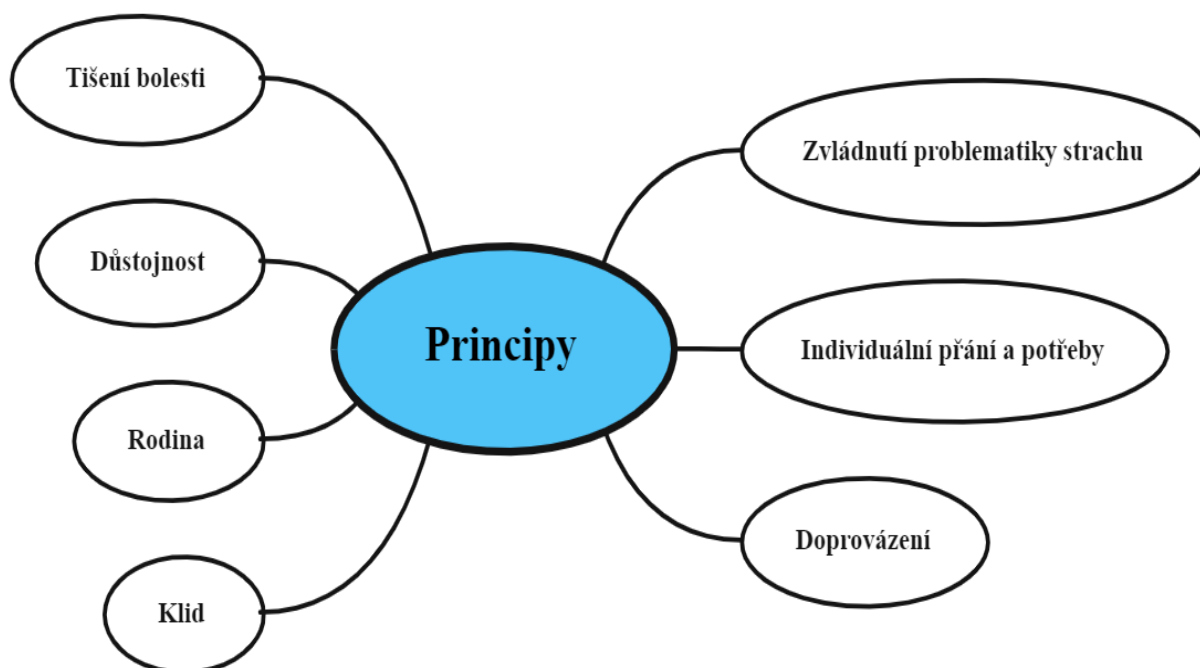 Tišení bolesti
Důstojnost
Rodina
Klid
Principy
Zvládnutí problematiky strachu
Individuální přání a potřeby
Doprovázení